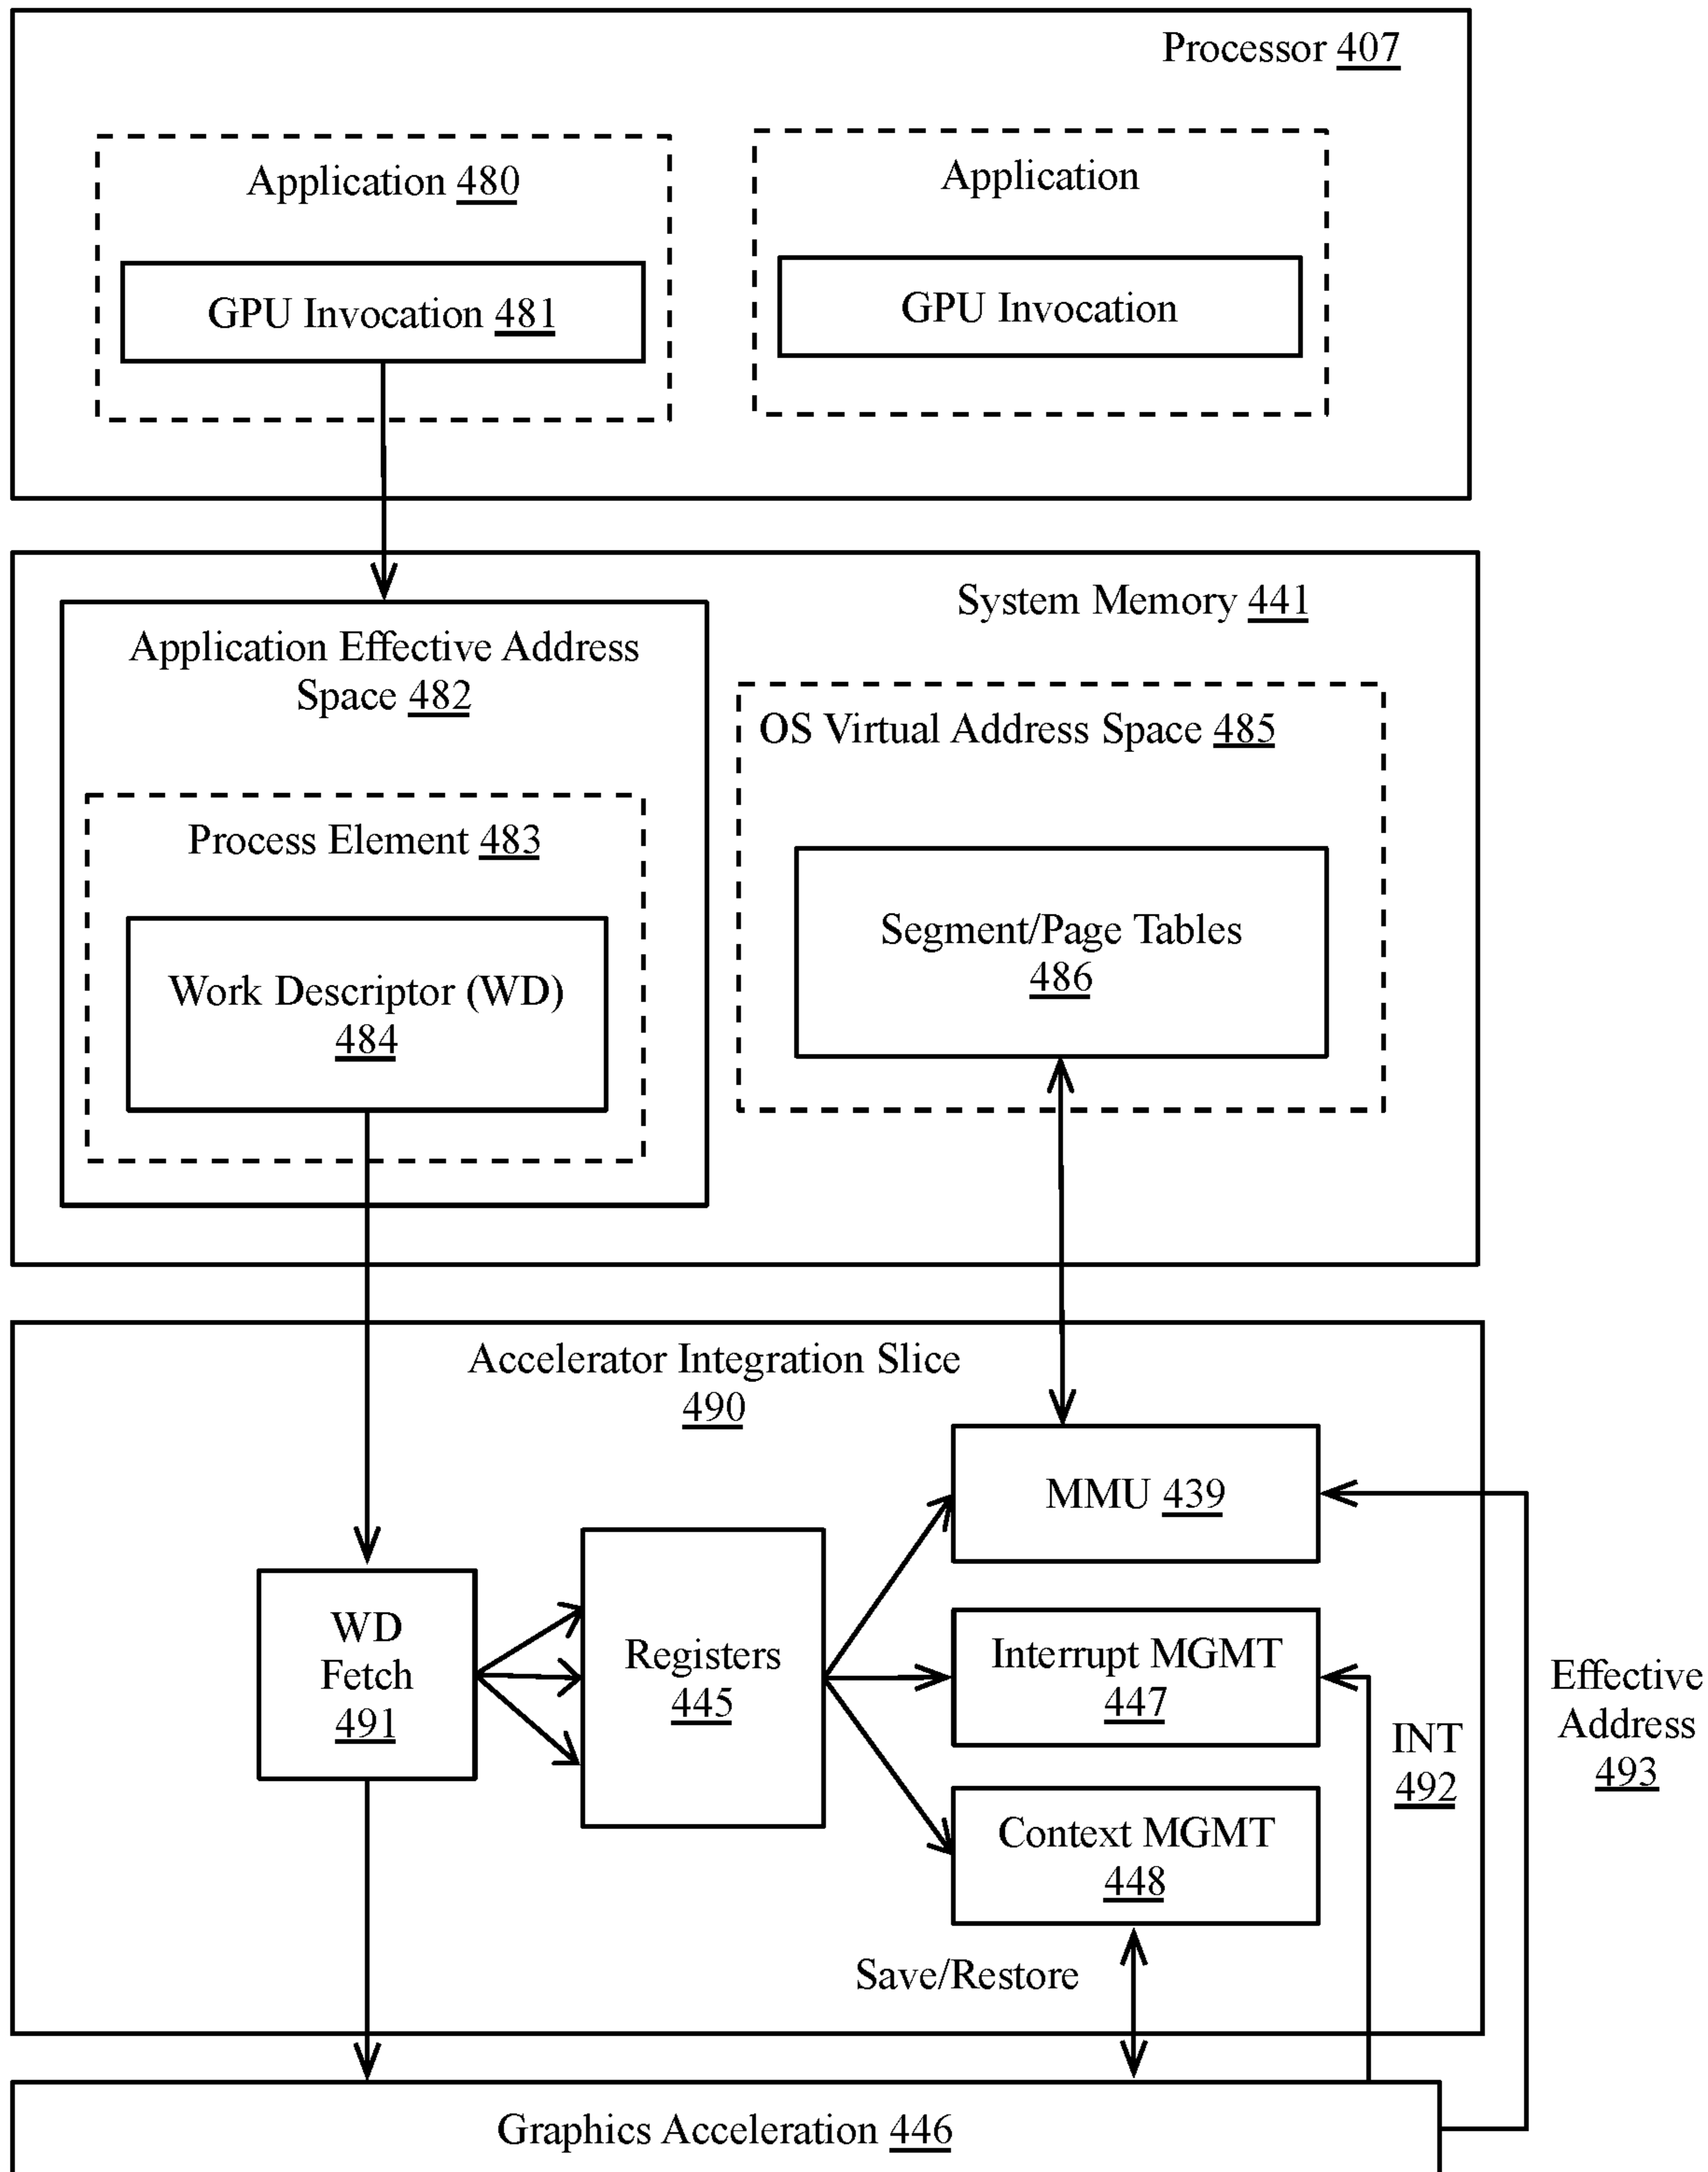 Processor 407
Application 480
Application
GPU Invocation 481
GPU Invocation
System Memory 441
Application Effective Address
Space 482
OS Virtual Address Space 485
Process Element 483
Segment/Page Tables
486
Work Descriptor (WD)
484
Accelerator Integration Slice
490
MMU 439
WD
Fetch
491
Registers
445
Interrupt MGMT
447
Effective
Address
493
INT
492
Context MGMT
448
Save/Restore
Graphics Acceleration 446